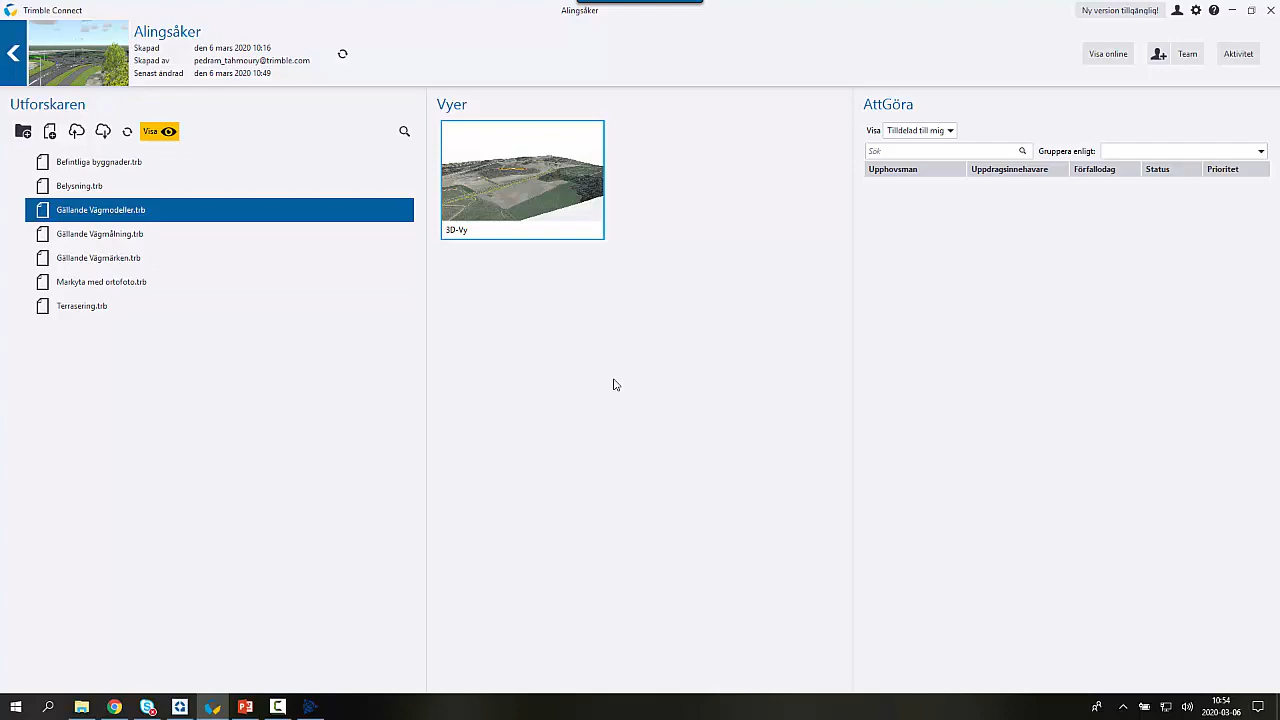 Trimble Connect
Alingsåker
Ny version tillgänglig!
Alingsåker
Skapad den 6 mars 2020 10:16
Skapad av pedram_tahmoury@trimble.com
Senast ändrad den 6 mars 2020 10:49
Visa online
Team
Aktivitet
Utforskaren
Visa
Befintliga byggnader.trb
Belysning.trb
Gällande Vägmodeller.trb
Gällande Vägmålning.trb
Gällande Vägmärken.trb
Markyta med ortofoto.trb
Terrasering.trb
Vyer
3D-Vy
AttGöra
Visa Tilldelad till mig
Sök Gruppera enligt:
Upphovsman Uppdragsinnehavare Förfallodag Status Prioritet
10:54
2020-03-06